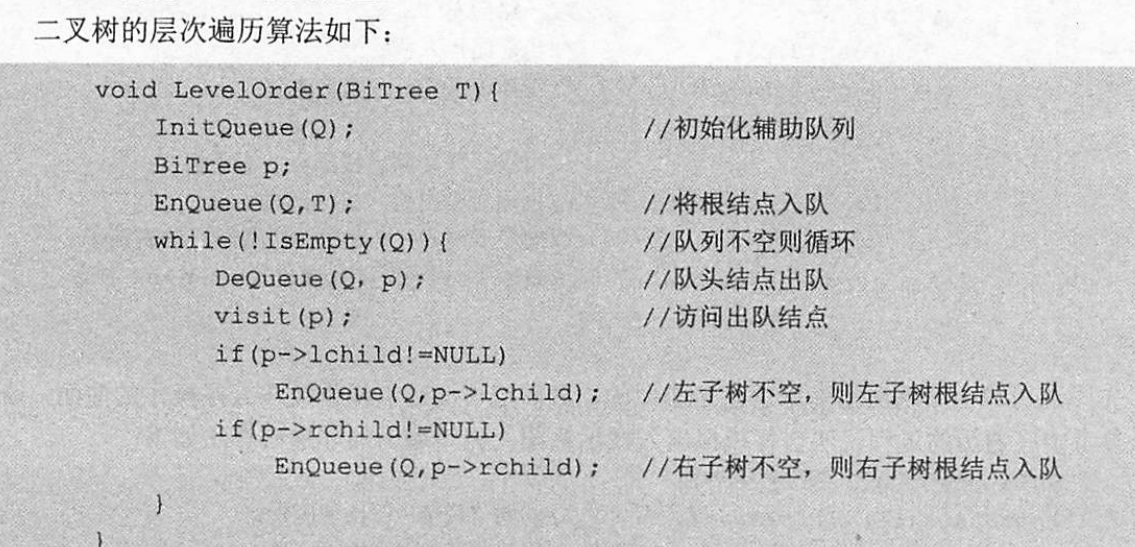 二叉树的层次遍历算法如下:
void LevelOrder(BiTree T){
InitQueue(Q); //初始化辅助队列
BiTree p;
EnQueue(Q,T); //将根结点入队
while(!IsEmpty(Q)){ //队列不空则循环
DeQueue(Q, p); //队头结点出队
visit(p); //访问出队结点
if(p->lchild!=NULL)
EnQueue(Q,p->lchild); //左子树不空，则左子树根结点入队
if(p->rchild!=NULL)
EnQueue(Q,p->rchild); //右子树不空，则右子树根结点入队
}
}